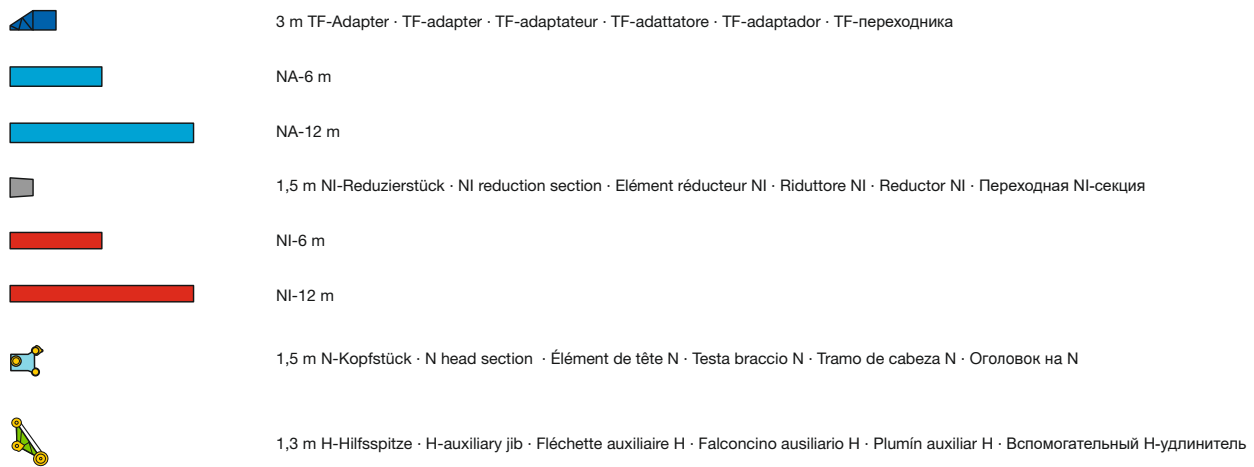 3 m TF-Adapter · TF-adapter · TF-adaptateur · TF-adattatore · TF-adaptador · TF-переходника
NA-6 m
NA-12 m
1,5 m NI-Reduzierstück · NI reduction section · Elément réducteur NI · Riduttore NI · Reductor NI · Переходная NI-секция
NI-6 m
NI-12 m
1,5 m N-Kopfstück · N head section · Élément de tête N · Testa braccio N · Tramo de cabeza N · Оголовок на N
1,3 m H-Hilfsspitze · H-auxiliary jib · Fléchette auxiliaire H · Falconcino ausiliario H · Plumín auxiliar H · Вспомогательный Н-удлинитель